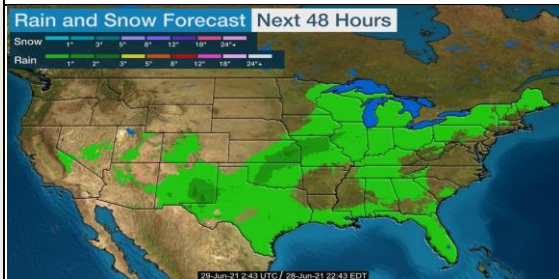 Rain and Snow Forecast Next 48 Hours
Snow
1" 3" 5" 8" 12" 18" 24"+
Rain
1" 2" 3" 5" 8" 12" 18" 24"+
29-Jun-21 2:43 UTC / 28-Jun-21 22:43 EDT